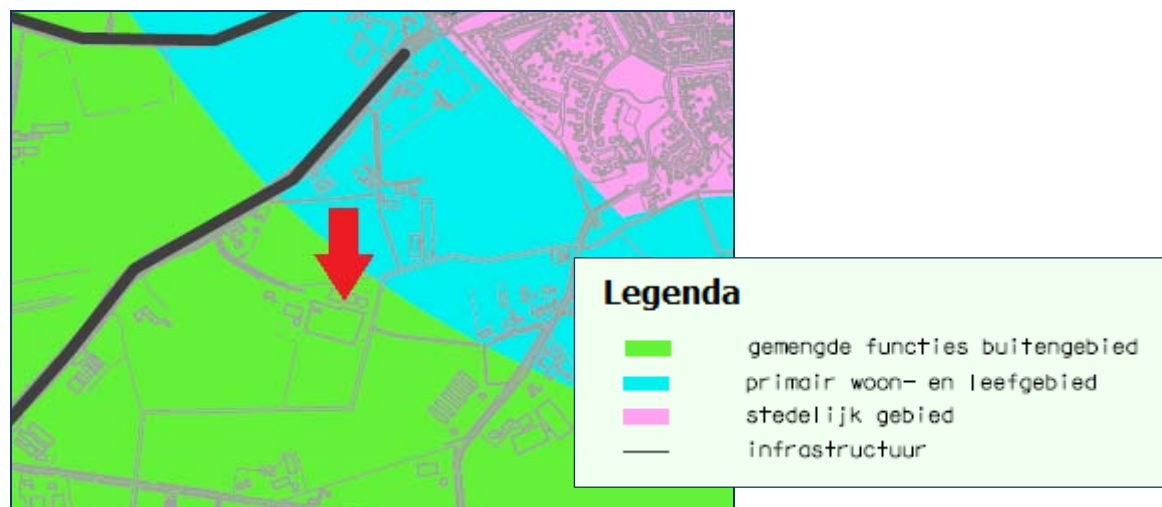 Legenda
gemengde functies buitengebied
primair woon- en leefgebied
stedelijk gebied
infrastructuur